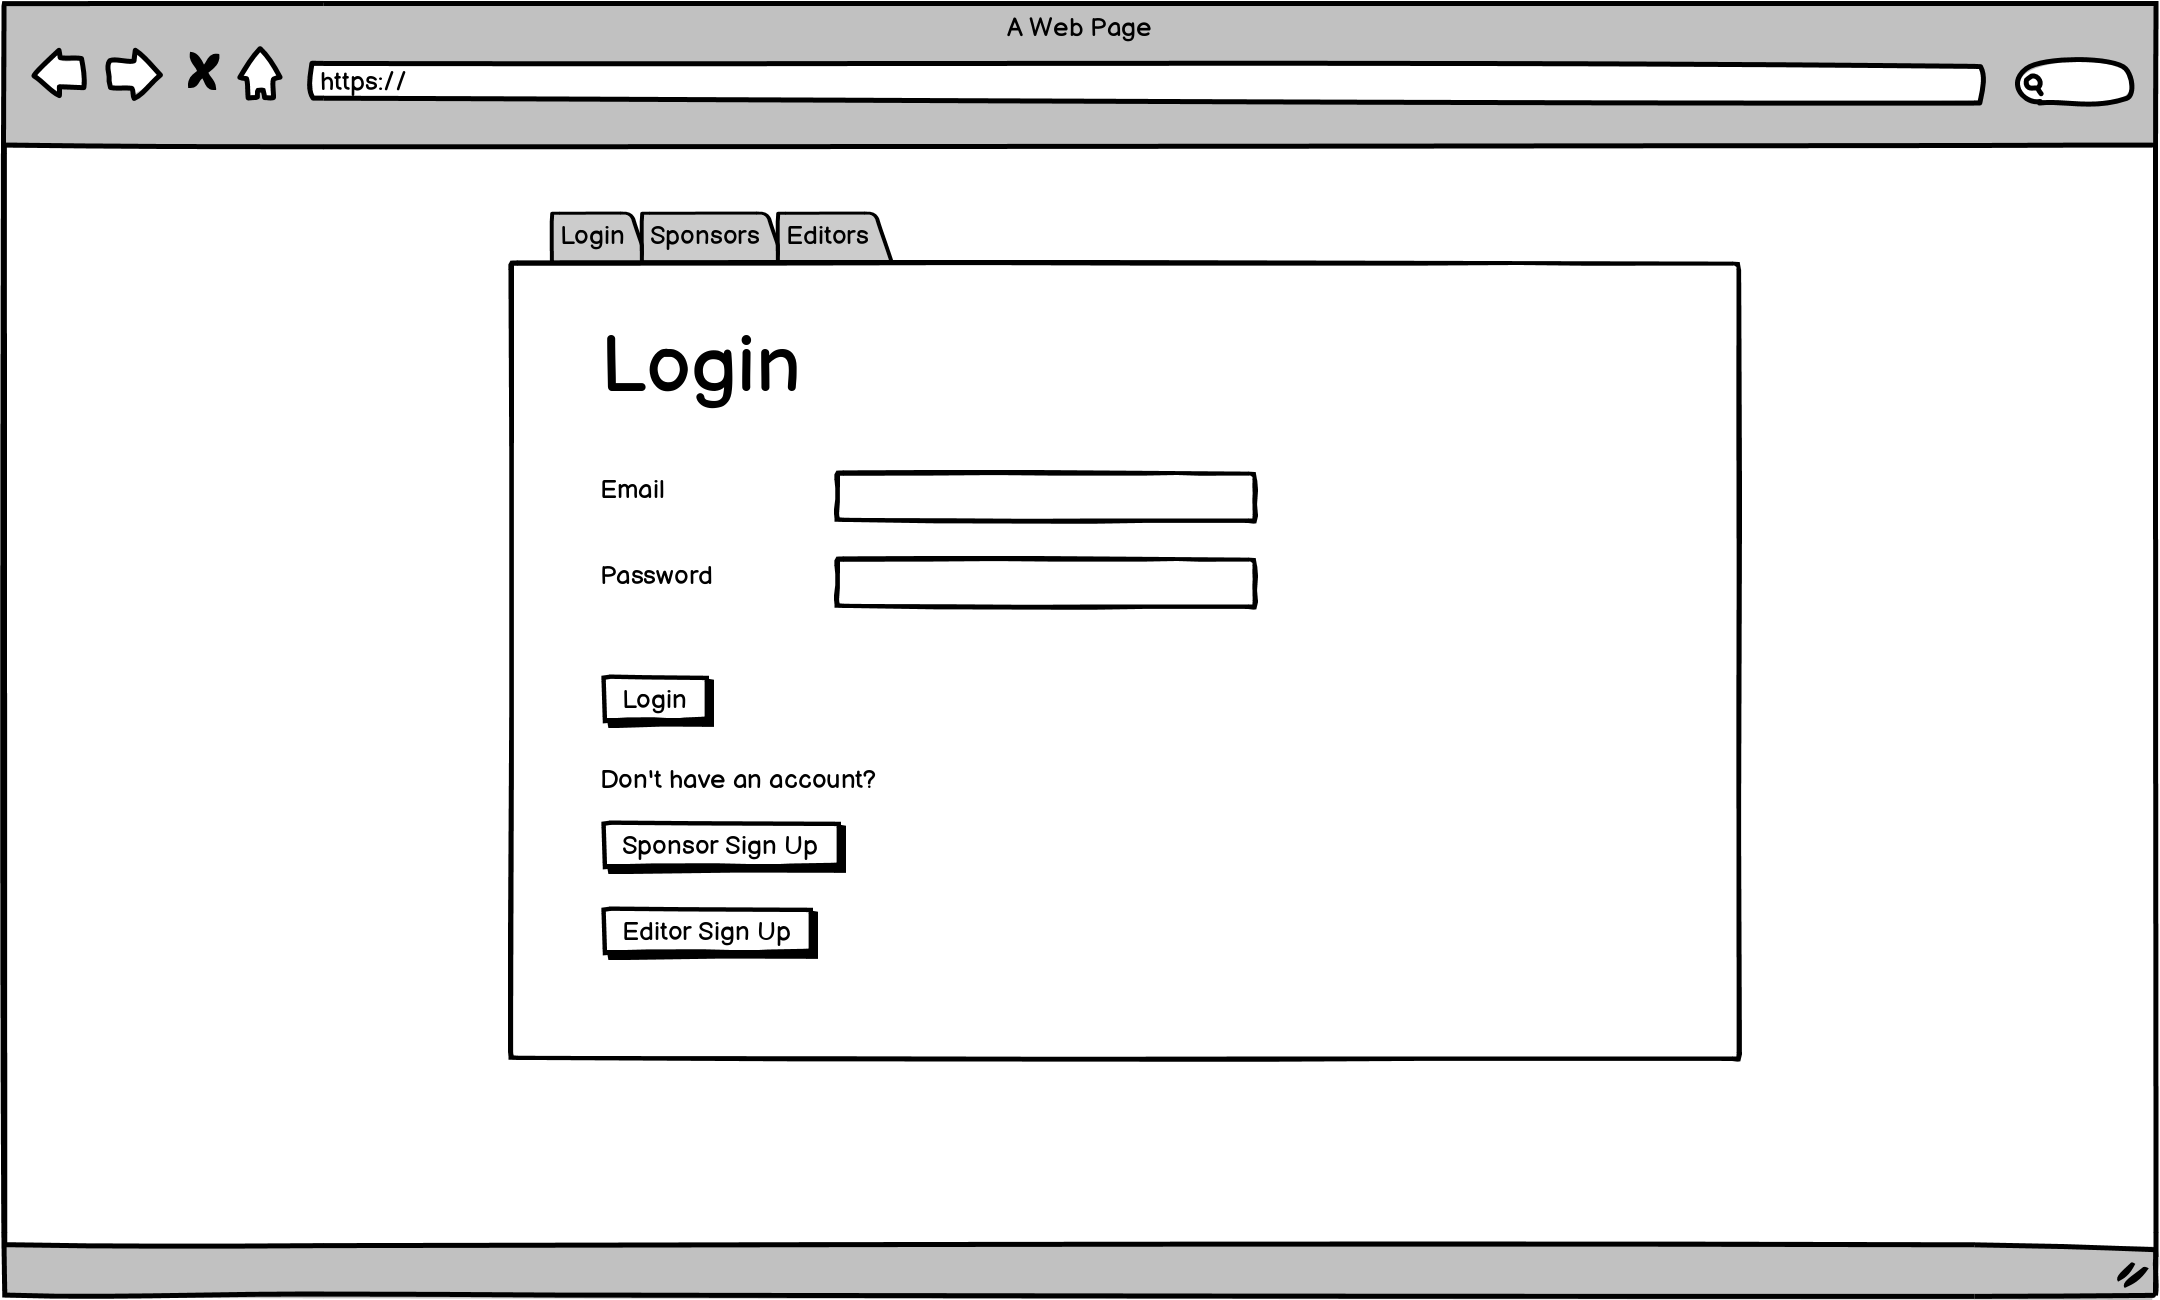 A Web Page
https://
Login Sponsors Editors
Login
Email
Password
Login
Don't have an account?
Sponsor Sign Up
Editor Sign Up